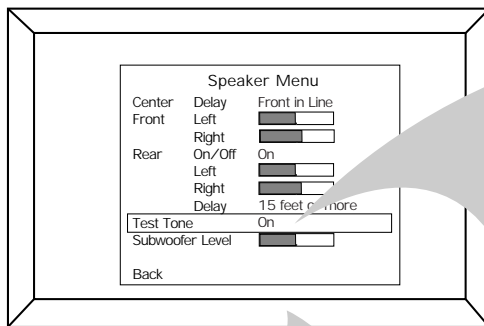 Speaker Menu
Center Delay Front in Line
Front Left
Right
Rear On/Off On
Left
Right
Delay 15 feet or more
Test Tone On
Subwoofer Level
Back